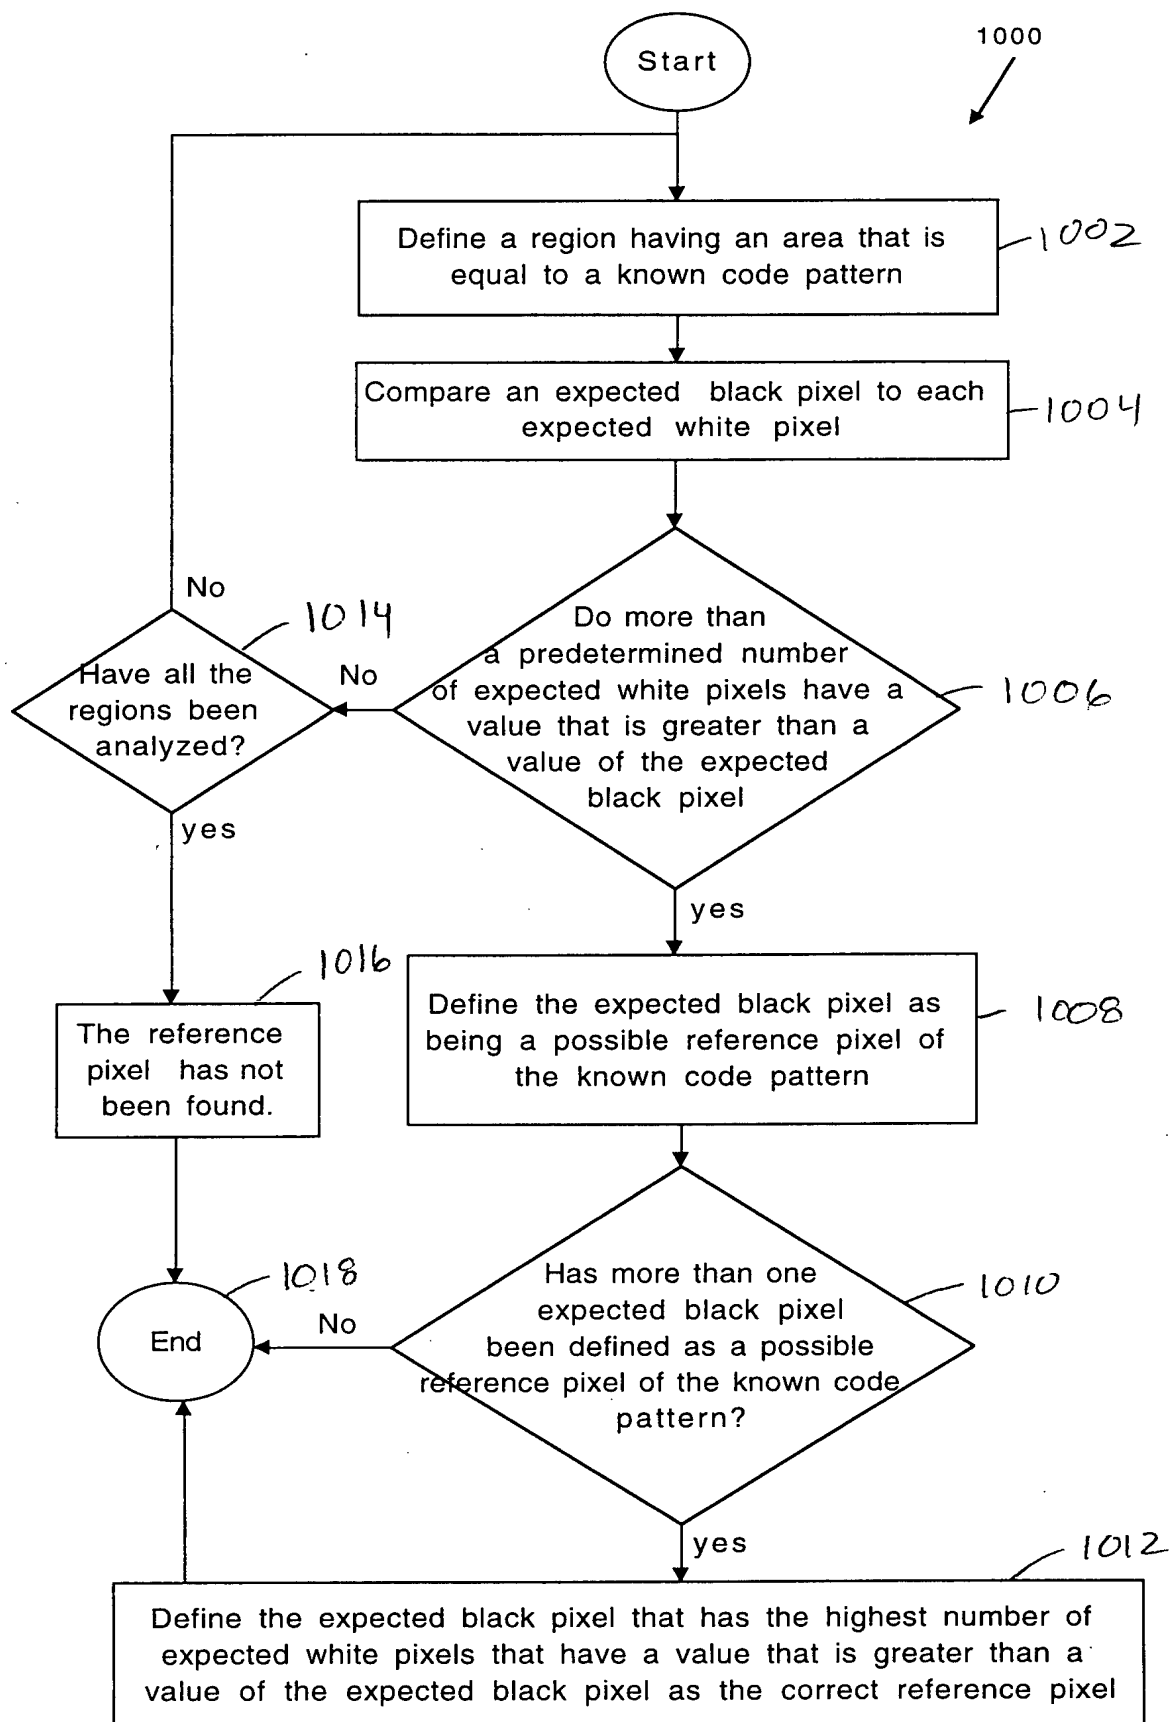 Start
1000
Define a region having an area that is
equal to a known code pattern
1002
Compare an expected black pixel to each
expected white pixel
1004
Do more than
a predetermined number
of expected white pixels have a
value that is greater than a
value of the expected
black pixel
1006
No
No
1014
Have all the
regions been
analyzed?
yes
yes
1016
The reference
pixel has not
been found.
Define the expected black pixel as
being a possible reference pixel of
the known code pattern
1008
1018
End
No
Has more than one
expected black pixel
been defined as a possible
reference pixel of the known code
pattern?
1010
yes
1012
Define the expected black pixel that has the highest number of
expected white pixels that have a value that is greater than a
value of the expected black pixel as the correct reference pixel